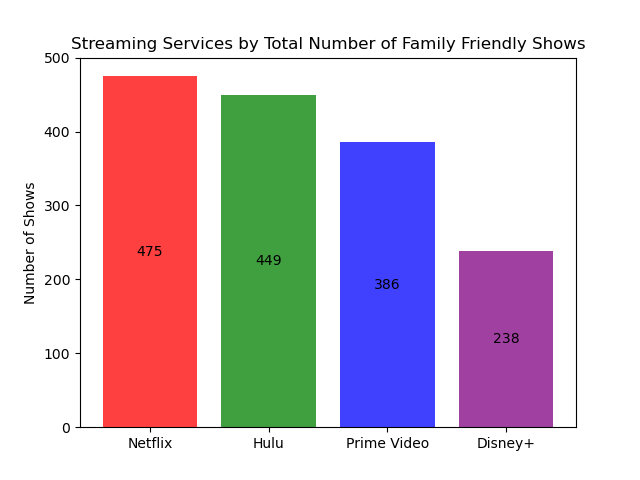 Streaming Services by Total Number of Family Friendly Shows
500
400
300
200
100
0
Number of Shows
475
449
386
238
Netflix
Hulu
Prime Video
Disney+